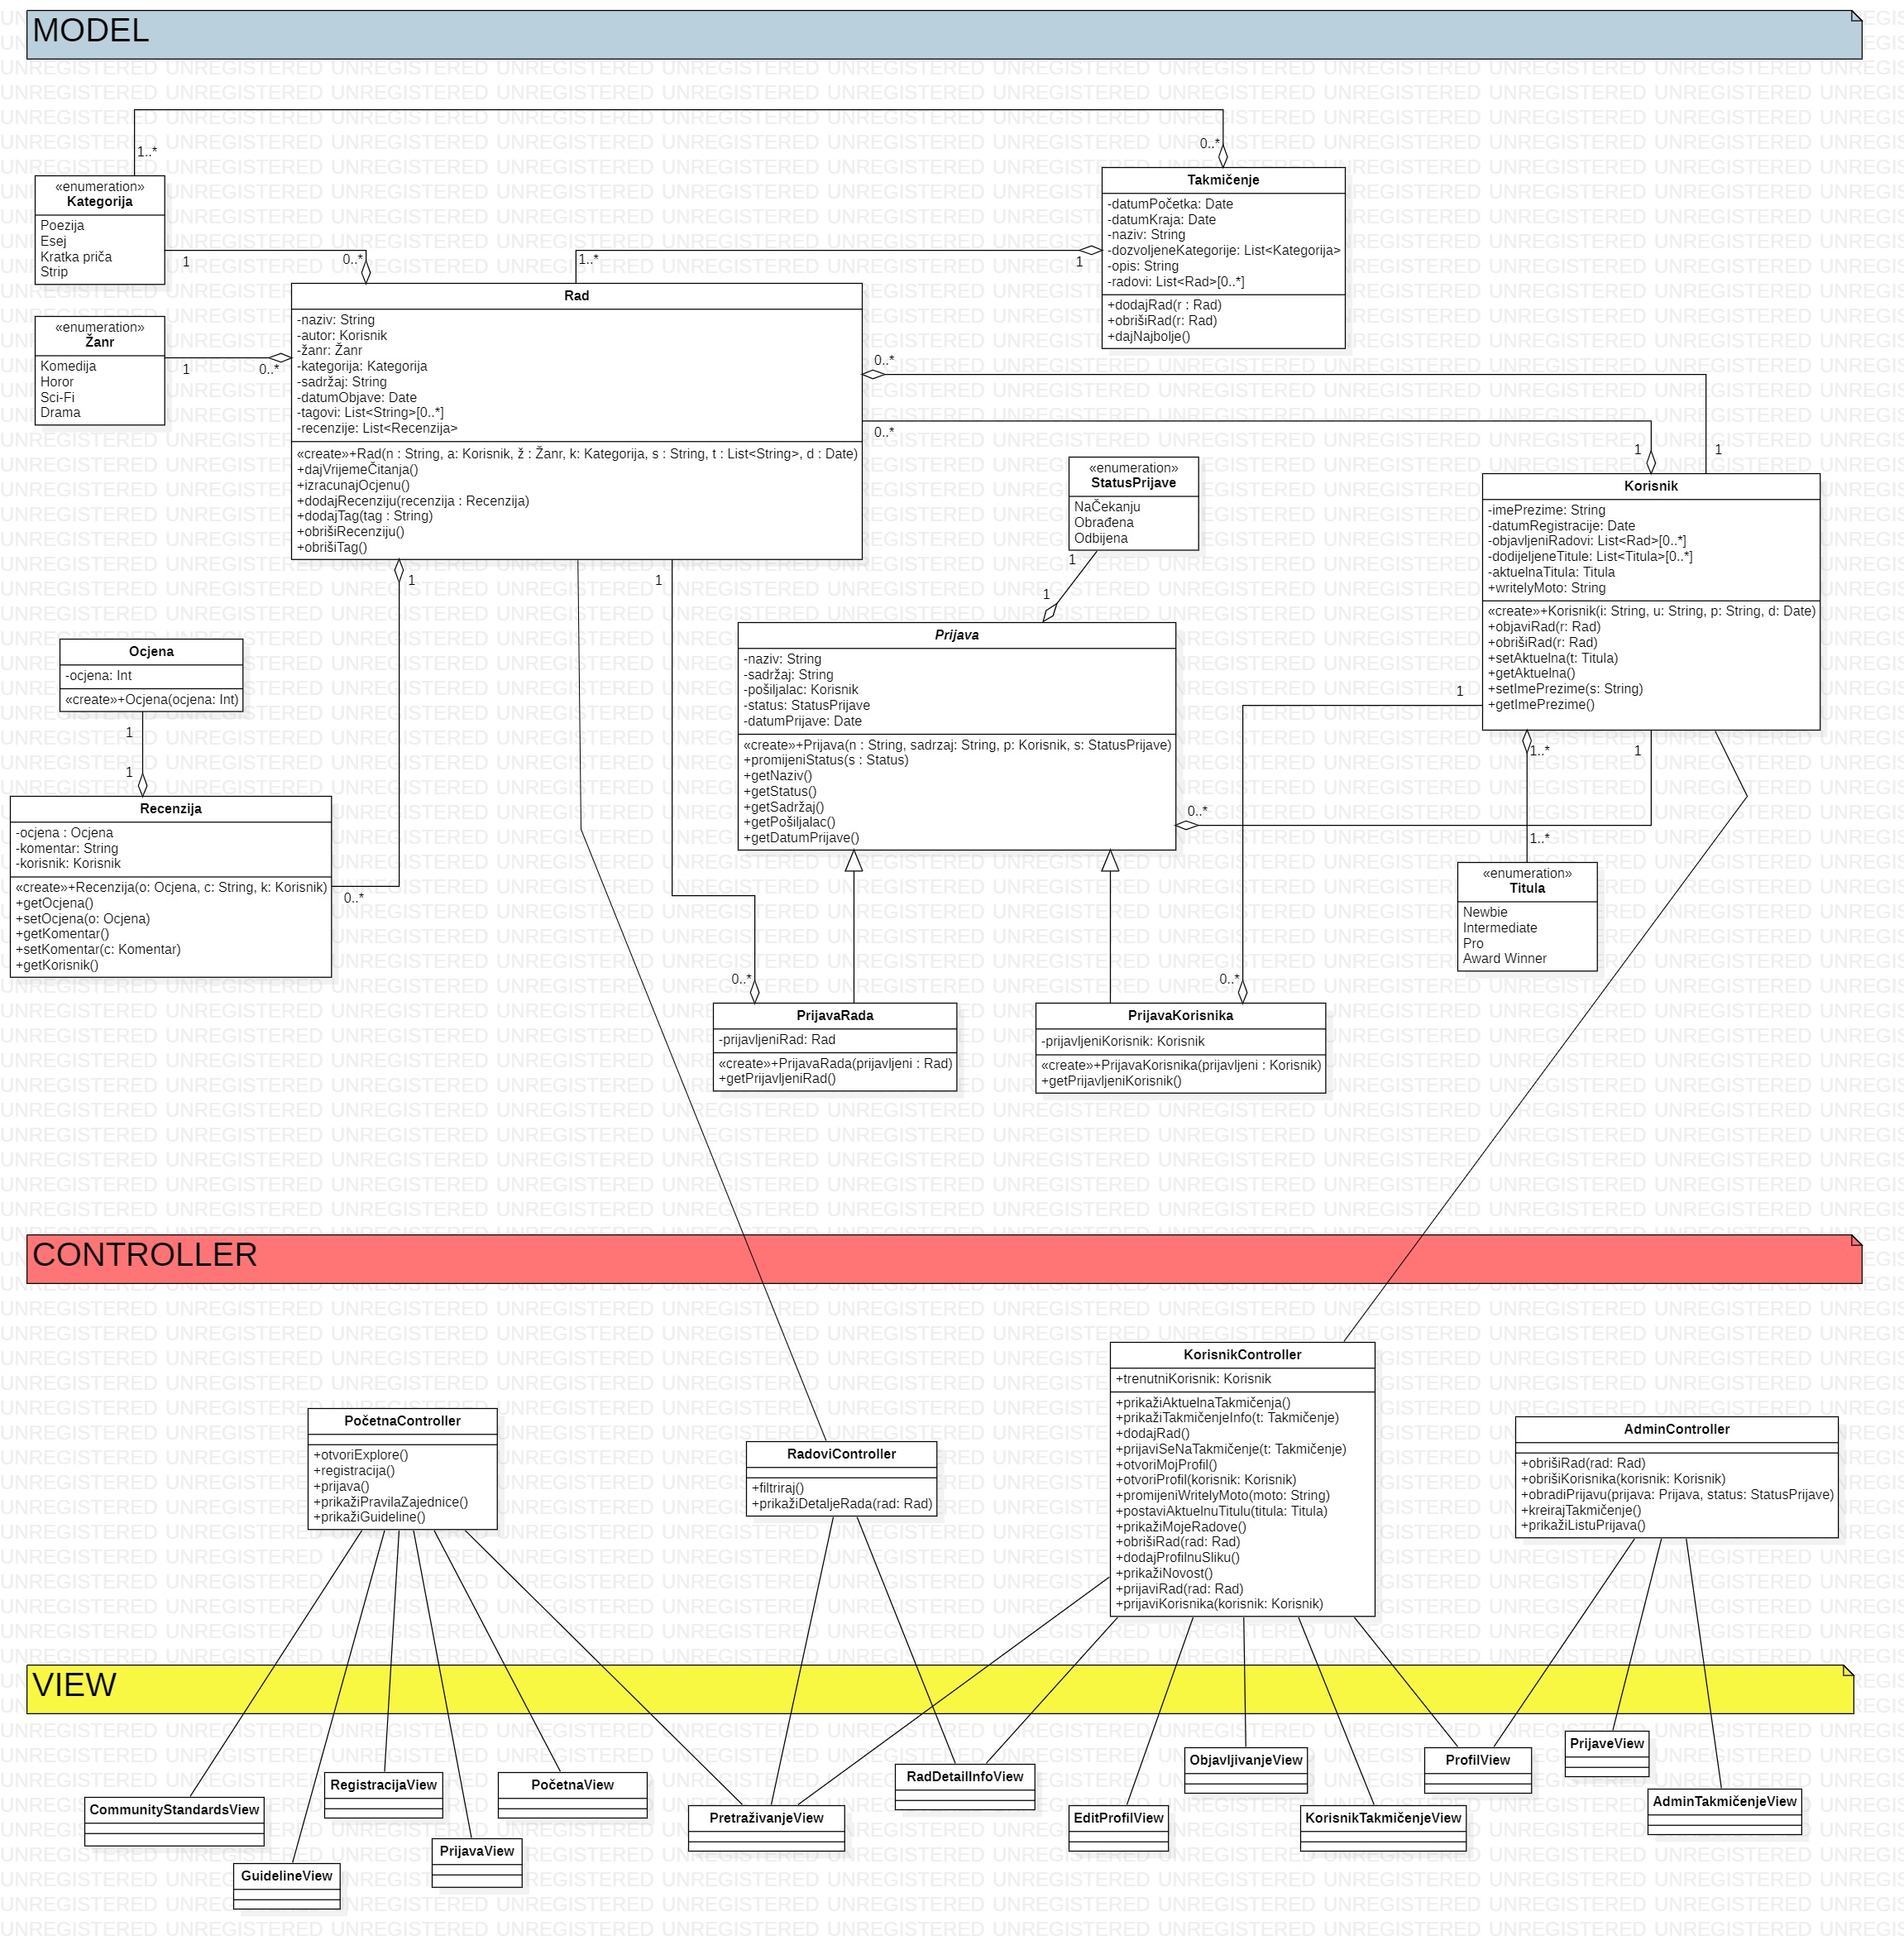 MODEL
1..*
0..*
«enumeration»
Kategorija
Poezija
Esej
Kratka priča
Strip
1
0..*
Takmičenje
-datumPočetka: Date
-datumKraja: Date
-naziv: String
-dozvoljeneKategorije: List<Kategorija>
-opis: String
-radovi: List<Rad>[0..*]
+dodajRad(r : Rad)
+obrišiRad(r: Rad)
+dajNajbolje()
1..*
1
«enumeration»
Žanr
Komedija
Horor
Sci-Fi
Drama
1
0..*
Rad
-naziv: String
-autor: Korisnik
-žanr: Žanr
-kategorija: Kategorija
-sadržaj: String
-datumObjave: Date
-tagovi: List<String>[0..*]
-recenzije: List<Recenzija>
«create»+Rad(n : String, a: Korisnik, ž : Žanr, k: Kategorija, s : String, t : List<String>, d : Date)
+dajVrijemeČitanja()
+izracunajOcjenu()
+dodajRecenziju(recenzija : Recenzija)
+dodajTag(tag : String)
+obrišiRecenziju()
+obrišiTag()
0..*
0..*
1
1
«enumeration»
StatusPrijave
NaČekanju
Obrađena
Odbijena
1
1
Korisnik
-imePrezime: String
-datumRegistracije: Date
-objavljeniRadovi: List<Rad>[0..*]
-dodijeljeneTitule: List<Titula>[0..*]
-aktuelnaTitula: Titula
+writelyMoto: String
«create»+Korisnik(i: String, u: String, p: String, d: Date)
+objaviRad(r: Rad)
+obrišiRad(r: Rad)
+setAktuelna(t: Titula)
+getAktuelna()
+setImePrezime(s: String)
+getImePrezime()
1
1
Ocjena
-ocjena: Int
«create»+Ocjena(ocjena: Int)
1
1
Recenzija
-ocjena : Ocjena
-komentar: String
-korisnik: Korisnik
«create»+Recenzija(o: Ocjena, c: String, k: Korisnik)
+getOcjenu()
+setOcjena(o: Ocjena)
+getKomentar()
+setKomentar(c: Komentar)
+getKorisnik()
0..*
Prijava
-naziv: String
-sadržaj: String
-pošiljalac: Korisnik
-status: StatusPrijave
-datumPrijave: Date
«create»+Prijava(n : String, sadrzaj: String, p: Korisnik, s: StatusPrijave)
+promijeniStatus(s : Status)
+getNaziv()
+getStatus()
+getSadržaj()
+getPošiljalac()
+getDatumPrijave()
1
1..*
1
0..*
1..*
«enumeration»
Titula
Newbie
Intermediate
Pro
Award Winner
0..*
0..*
PrijavaRada
-prijavljeniRad: Rad
«create»+PrijavaRada(prijavljeni : Rad)
+getPrijavljeniRad()
PrijavaKorisnika
-prijavljeniKorisnik: Korisnik
«create»+PrijavaKorisnika(prijavljeni : Korisnik)
+getPrijavljeniKorisnik()
CONTROLLER
PočetnaController
+otvoriExplore()
+registracija()
+prijava()
+prikažiPravilaZajednice()
+prikažiGuideline()
RadoviController
+filtriraj()
+prikažiDetaljeRada(rad: Rad)
KorisnikController
+trenutniKorisnik: Korisnik
+prikažiAktuelnaTakmičenja()
+prikažiTakmičenjeInfo(t: Takmičenje)
+dodajRad()
+prijaviSeNaTakmičenje(t: Takmičenje)
+otvoriMojProfil()
+otvoriProfil(korisnik: Korisnik)
+promijeniWritelyMoto(moto: String)
+postaviAktuelnuTitulu(titula: Titula)
+prikažiMojeRadove()
+obrišiRad(rad: Rad)
+dodajProfilnuSliku()
+prikažiNovost()
+prijaviRad(rad: Rad)
+prijaviKorisnika(korisnik: Korisnik)
AdminController
+obrišiRad(rad: Rad)
+obrišiKorisnika(korisnik: Korisnik)
+obradiPrijavu(prijava: Prijava, status: StatusPrijave)
+kreirajTakmičenje()
+prikažiListuPrijava()
VIEW
CommunityStandardsView
GuidelineView
RegistracijaView
PrijavaView
PočetnaView
PretraživanjeView
RadDetailInfoView
EditProfilView
ObjavljivanjeView
KorisnikTakmičenjeView
ProfilView
PrijaveView
AdminTakmičenjeView